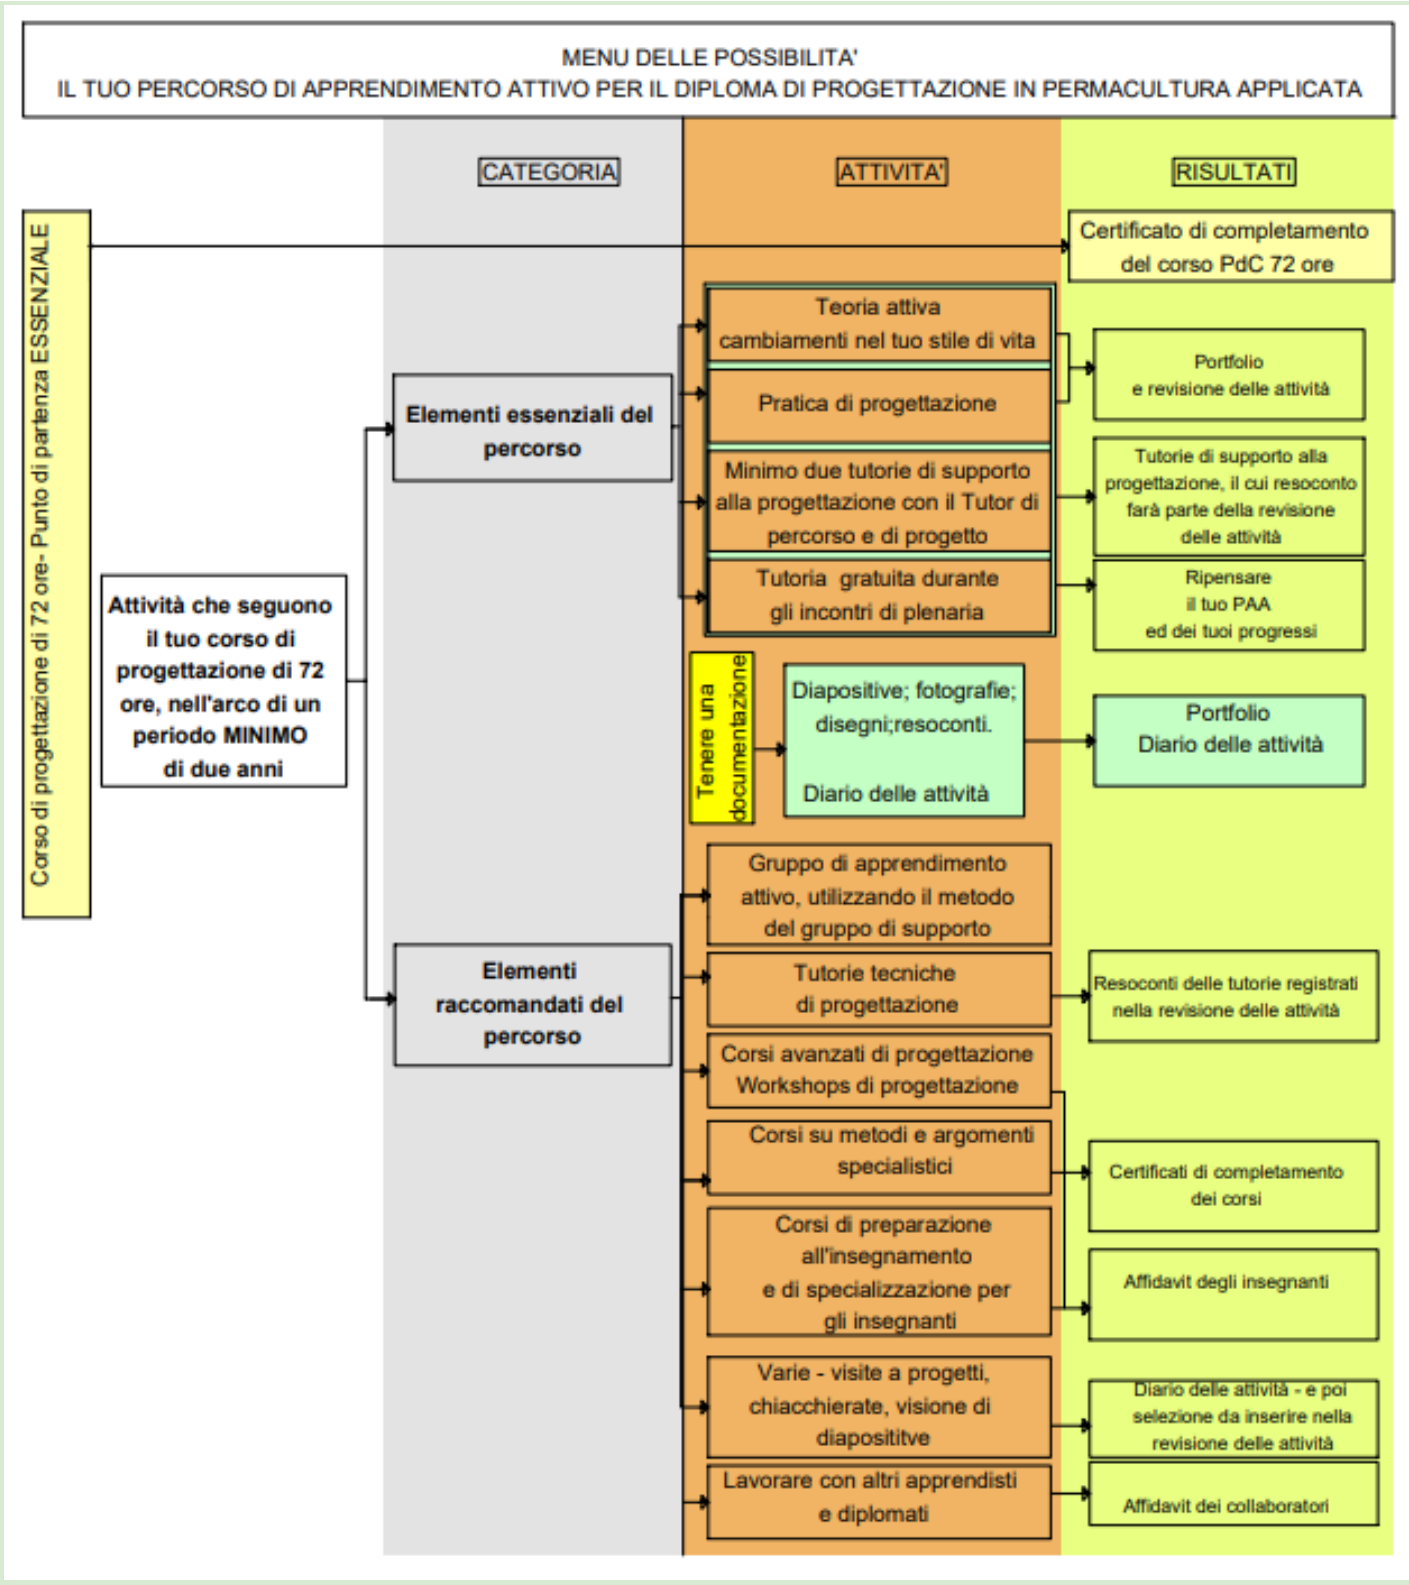 MENU DELLE POSSIBILITA'
IL TUO PERCORSO DI APPRENDIMENTO ATTIVO PER IL DIPLOMA DI PROGETTAZIONE IN PERMACULTURA APPLICATA
CATEGORIA
ATTIVITA'
RISULTATI
Corso di progettazione di 72 ore- Punto di partenza ESSENZIALE
Certificato di completamento
del corso PdC 72 ore
Attività che seguono
il tuo corso di
progettazione di 72
ore, nell'arco di un
periodo MINIMO
di due anni
Elementi essenziali del
percorso
Teoria attiva
cambiamenti nel tuo stile di vita
Pratica di progettazione
Portfolio
e revisione delle attività
Minimo due tutorie di supporto
alla progettazione con il Tutor di
percorso e di progetto
Tutorie di supporto alla
progettazione, il cui resoconto
farà parte della revisione
delle attività
Tutoria gratuita durante
gli incontri di plenaria
Ripensare
il tuo PAA
ed dei tuoi progressi
Tenere una
documentazione
Diapositive; fotografie;
disegni;resoconti.
Diario delle attività
Portfolio
Diario delle attività
Elementi
raccomandati del
percorso
Gruppo di apprendimento
attivo, utilizzando il metodo
del gruppo di supporto
Tutorie tecniche
di progettazione
Resoconti delle tutorie registrati
nella revisione delle attività
Corsi avanzati di progettazione
Workshops di progettazione
Corsi su metodi e argomenti
specialistici
Certificati di completamento
dei corsi
Corsi di preparazione
all'insegnamento
e di specializzazione per
gli insegnanti
Affidavit degli insegnanti
Varie - visite a progetti,
chiacchierate, visione di
diaposititve
Diario delle attività - e poi
selezione da inserire nella
revisione delle attività
Lavorare con altri apprendisti
e diplomati
Affidavit dei collaboratori